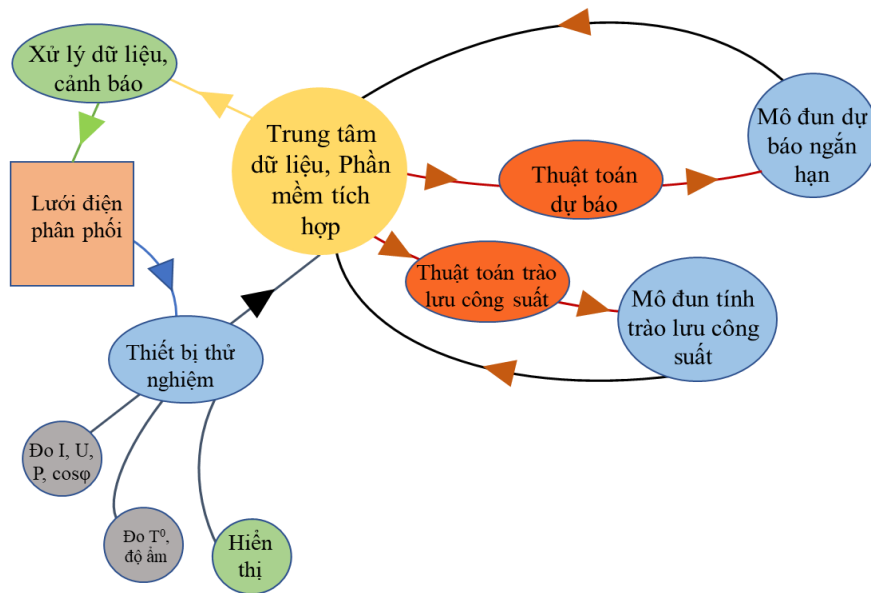 Xử lý dữ liệu,
cảnh báo
Trung tâm
dữ liệu, Phần
mềm tích
hợp
Mô đun dự
báo ngắn
hạn
Thuật toán
dự báo
Lưới điện
phân phối
Thuật toán trào
lưu công suất
Mô đun tính
trào lưu công
suất
Thiết bị thử
nghiệm
Đo I, U,
P, cosφ
Đo T⁰,
độ ẩm
Hiển
thị